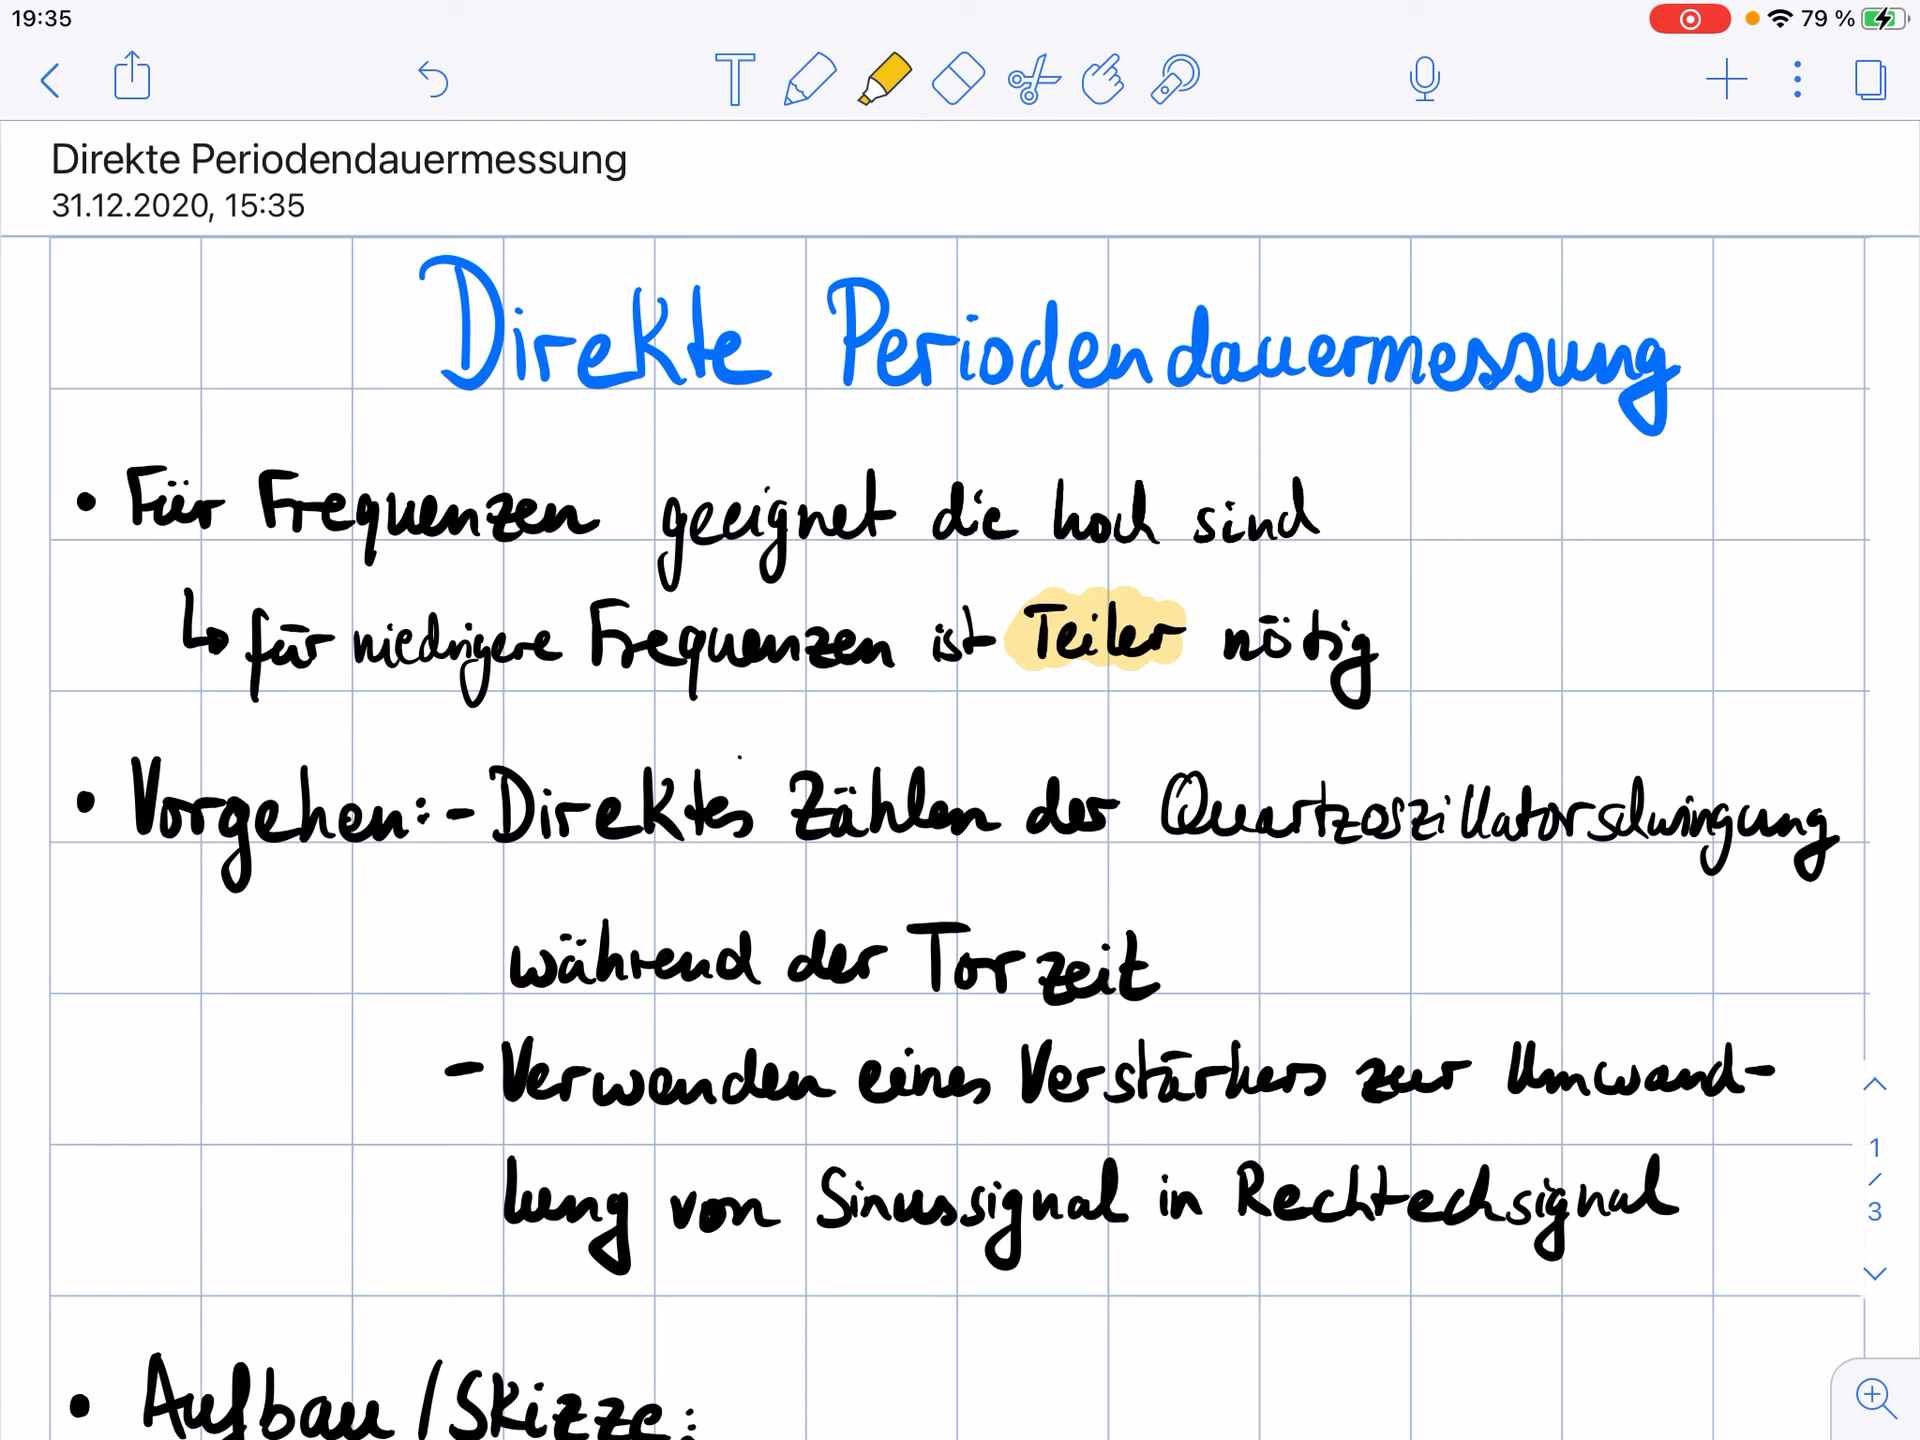 19:35
79 %
Direkte Periodendauermessung
31.12.2020, 15:35
Direkte Periodendauermessung
• Für Frequenzen geeignet die hoch sind
↳ für niedrigere Frequenzen ist Teiler nötig
• Vorgehen: - Direktes Zählen der Quartzoszillatorschwingung
während der Torzeit
- Verwenden eines Verstärkers zur Umwand-
lung von Sinussignal in Rechtecksignal
1
/
3
• Aufbau / Skizze: